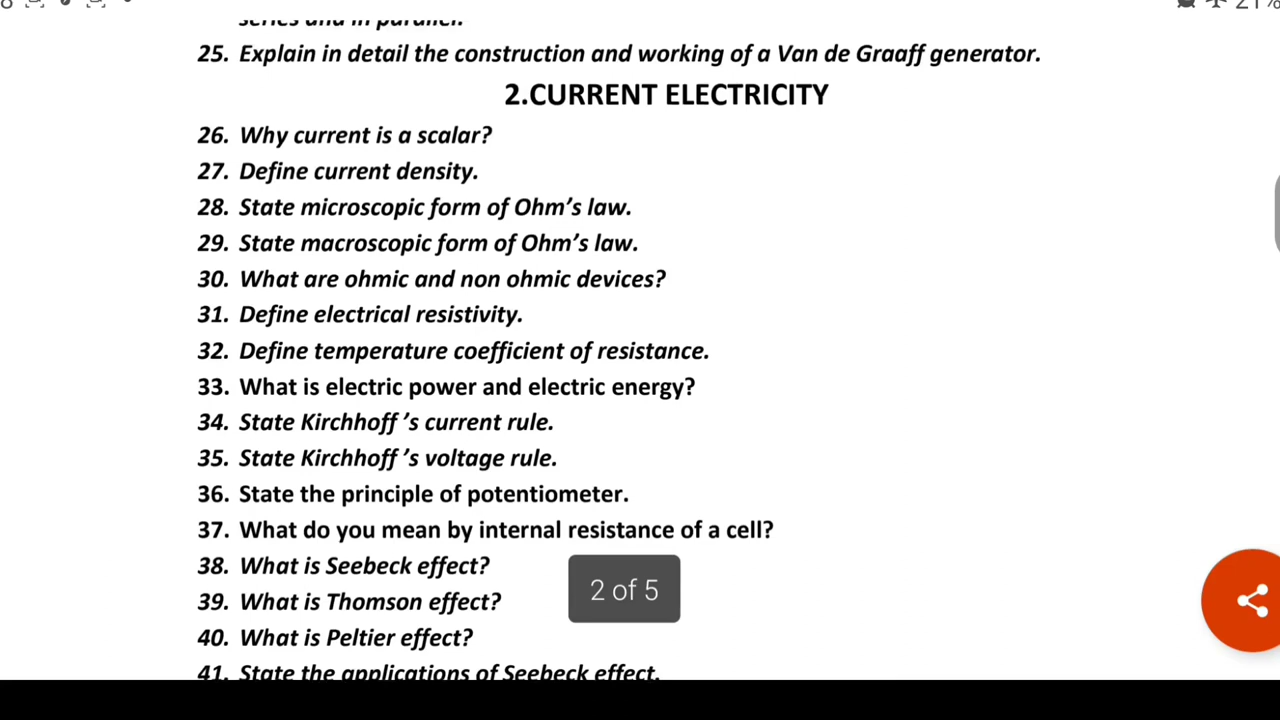 series and in parallel.
25. Explain in detail the construction and working of a Van de Graaff generator.
2.CURRENT ELECTRICITY
26. Why current is a scalar?
27. Define current density.
28. State microscopic form of Ohm’s law.
29. State macroscopic form of Ohm’s law.
30. What are ohmic and non ohmic devices?
31. Define electrical resistivity.
32. Define temperature coefficient of resistance.
33. What is electric power and electric energy?
34. State Kirchhoff ’s current rule.
35. State Kirchhoff ’s voltage rule.
36. State the principle of potentiometer.
37. What do you mean by internal resistance of a cell?
38. What is Seebeck effect?
2 of 5
39. What is Thomson effect?
40. What is Peltier effect?
41. State the applications of Seebeck effect.